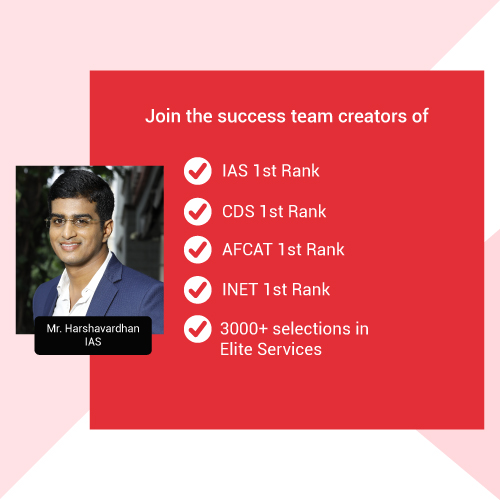 Join the success team creators of
IAS 1st Rank
CDS 1st Rank
AFCAT 1st Rank
INET 1st Rank
3000+ selections in
Elite Services
Mr. Harshavardhan
IAS